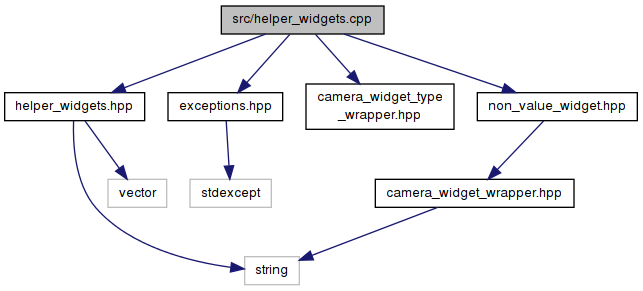 src/helper_widgets.cpp
helper_widgets.hpp
exceptions.hpp
camera_widget_type
_wrapper.hpp
non_value_widget.hpp
vector
stdexcept
camera_widget_wrapper.hpp
string